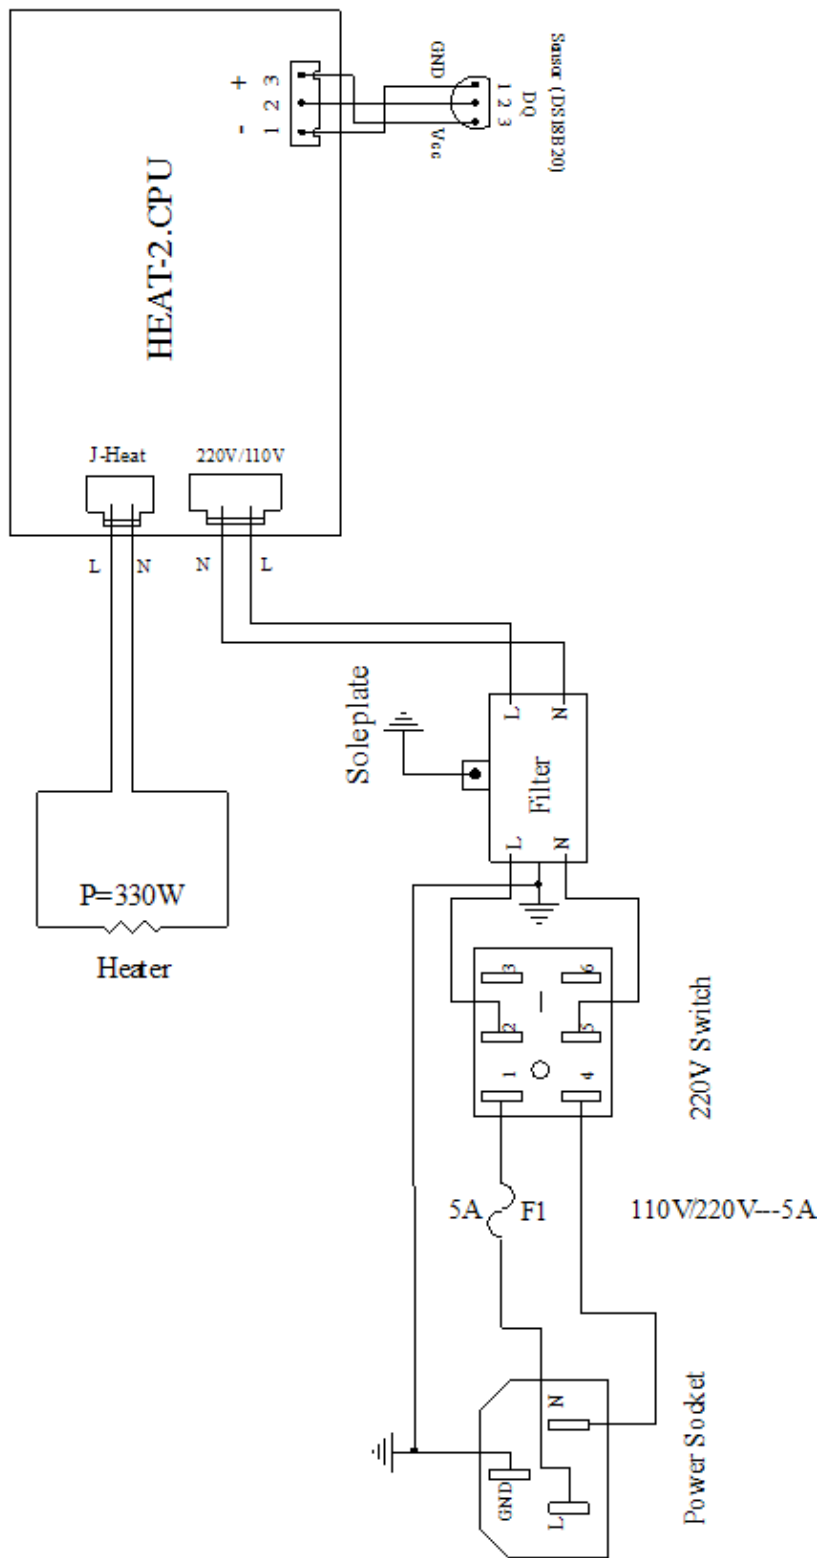 Sensor (DS18B20)
GND
1 2 3
DQ
Vcc
+
-
3
2
1
HEAT-2.CPU
J-Heat
220V/110V
L
N
N
L
Soleplate
L
N
Filter
L
N
P=330W
Heater
3
6
2
5
1
4
220V Switch
5A
F1
110V/220V---5A
N
GND
L
Power Socket